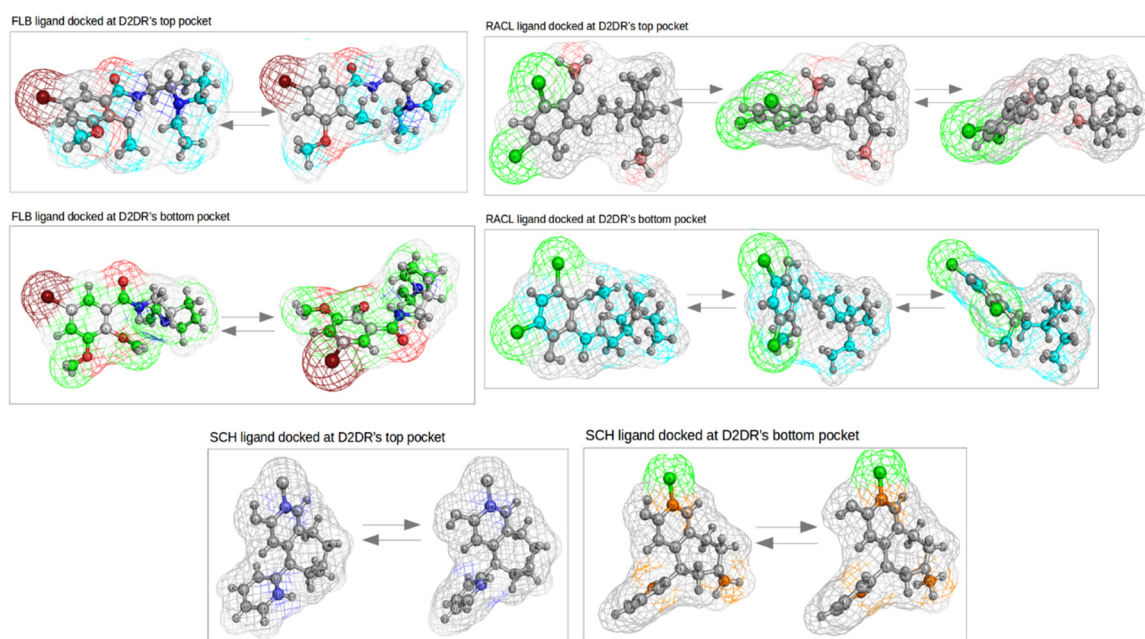 FLB ligand docked at D2DR's top pocket
RACL ligand docked at D2DR's top pocket
FLB ligand docked at D2DR's bottom pocket
RACL ligand docked at D2DR's bottom pocket
SCH ligand docked at D2DR's top pocket
SCH ligand docked at D2DR's bottom pocket